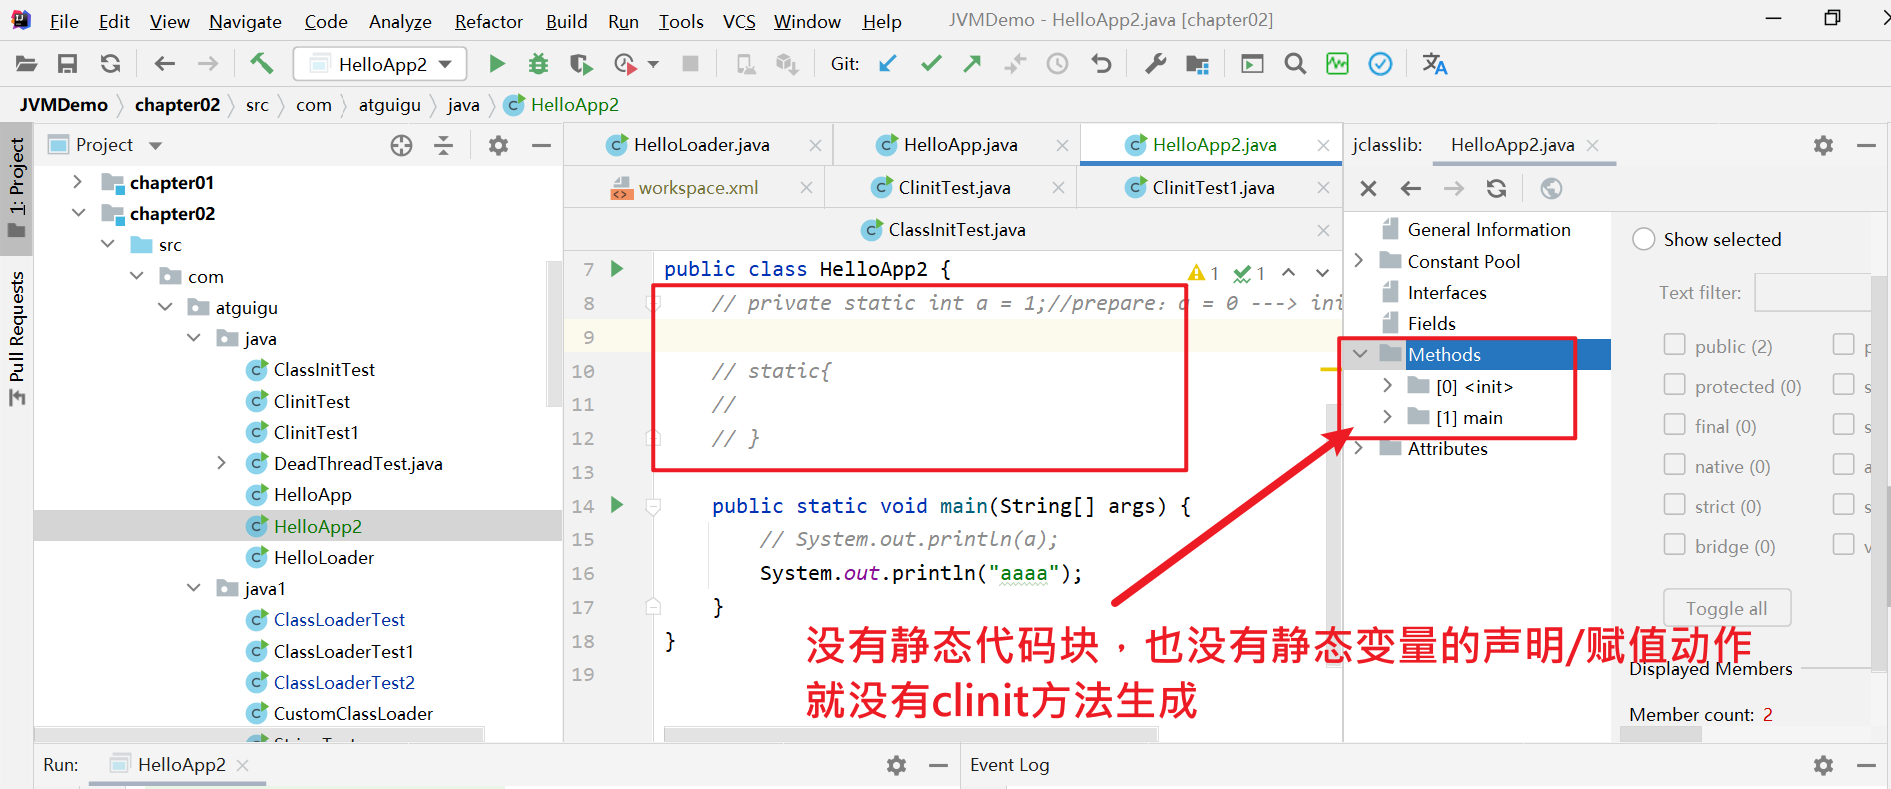 File Edit View Navigate Code Analyze Refactor Build Run Tools VCS Window Help JVMDemo - HelloApp2.java [chapter02]
HelloApp2 Git:
JVMDemo chapter02 src com atguigu java HelloApp2
1: Project
Pull Requests
Project
chapter01
chapter02
src
com
atguigu
java
ClassInitTest
ClinitTest
ClinitTest1
DeadThreadTest.java
HelloApp
HelloApp2
HelloLoader
java1
ClassLoaderTest
ClassLoaderTest1
ClassLoaderTest2
CustomClassLoader
HelloLoader.java HelloApp.java HelloApp2.java
workspace.xml ClinitTest.java ClinitTest1.java
ClassInitTest.java
1 1
7 public class HelloApp2 {
8 // private static int a = 1;//prepare: a = 0 ---> ini
9
10 // static{
11 //
12 // }
13
14 public static void main(String[] args) {
15 // System.out.println(a);
16 System.out.println("aaaa");
17 }
18 }
19
没有静态代码块，也没有静态变量的声明/赋值动作
就没有clinit方法生成
jclasslib: HelloApp2.java
General Information
Constant Pool
Interfaces
Fields
Methods
[0] <init>
[1] main
Attributes
Show selected
Text filter:
public (2)
protected (0)
final (0)
native (0)
strict (0)
bridge (0)
Toggle all
Displayed Members
Member count: 2
Run: HelloApp2
Event Log